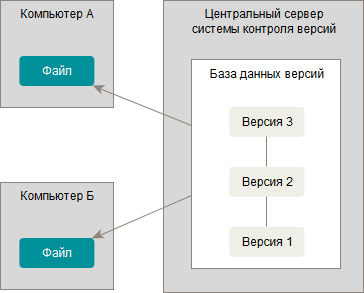 Компьютер А
Файл
Компьютер Б
Файл
Центральный сервер
системы контроля версий
База данных версий
Версия 3
Версия 2
Версия 1